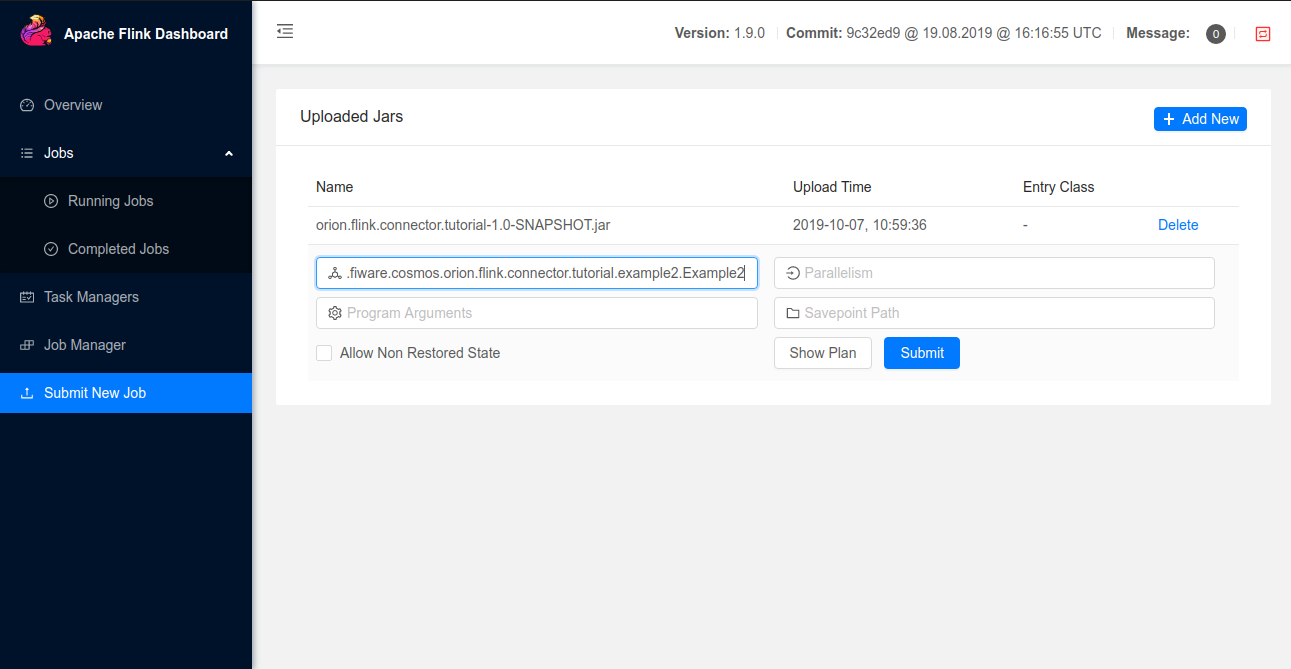 Apache Flink Dashboard
Version: 1.9.0 Commit: 9c32ed9 @ 19.08.2019 @ 16:16:55 UTC Message: 0
Overview
Jobs
Running Jobs
Completed Jobs
Task Managers
Job Manager
Submit New Job
Uploaded Jars
+ Add New
Name Upload Time Entry Class
orion.flink.connector.tutorial-1.0-SNAPSHOT.jar 2019-10-07, 10:59:36 - Delete
.fiware.cosmos.orion.flink.connector.tutorial.example2.Example2 Parallelism
Program Arguments Savepoint Path
Allow Non Restored State Show Plan Submit